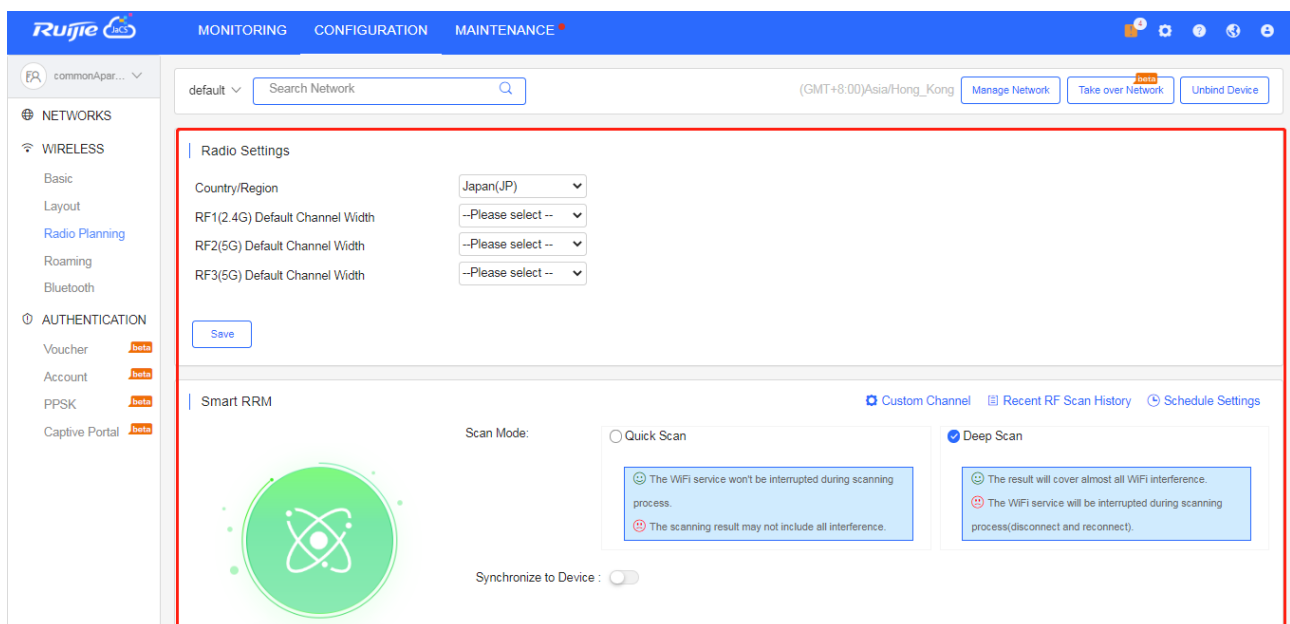 Ruijie JaCS MONITORING CONFIGURATION MAINTENANCE 4
commonApar...
default Search Network (GMT+8:00)Asia/Hong_Kong Manage Network beta Take over Network Unbind Device
NETWORKS
WIRELESS
Basic
Layout
Radio Planning
Roaming
Bluetooth
AUTHENTICATION
Voucher beta
Account beta
PPSK beta
Captive Portal beta
Radio Settings
Country/Region Japan(JP)
RF1(2.4G) Default Channel Width --Please select --
RF2(5G) Default Channel Width --Please select --
RF3(5G) Default Channel Width --Please select --
Save
Smart RRM Custom Channel Recent RF Scan History Schedule Settings
Scan Mode: Quick Scan Deep Scan
The WiFi service won't be interrupted during scanning
process.
The scanning result may not include all interference.
The result will cover almost all WiFi interference.
The WiFi service will be interrupted during scanning
process(disconnect and reconnect).
Synchronize to Device :